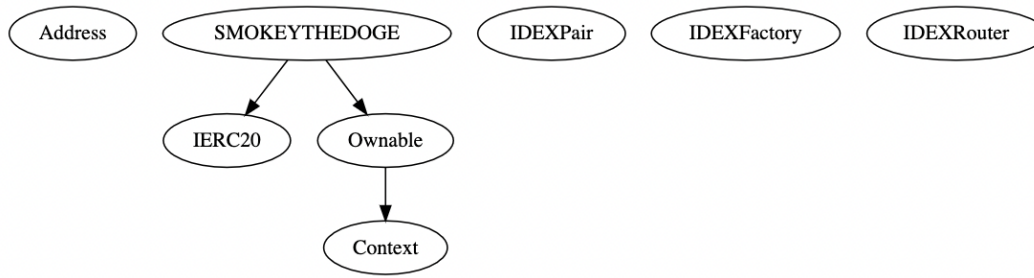 Address
SMOKEYTHEDOGE
IDEXPair
IDEXFactory
IDEXRouter
IERC20
Ownable
Context